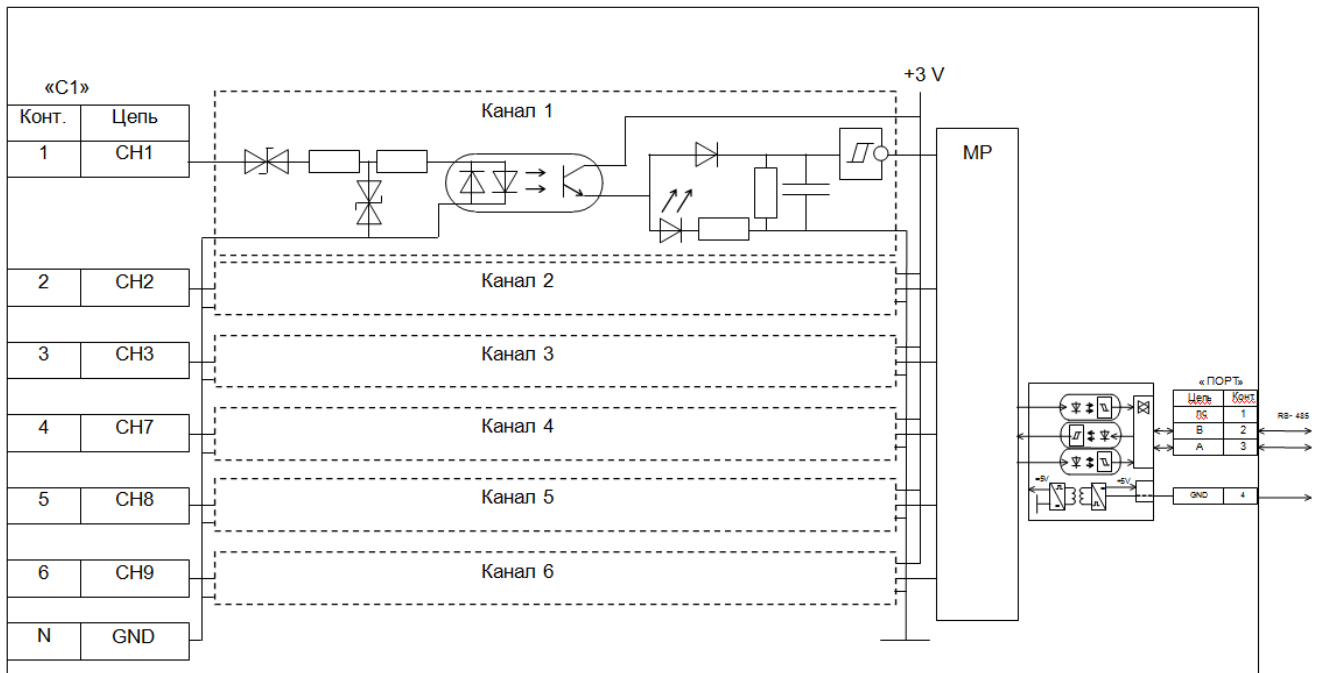 «С1»
Конт. Цепь
1 CH1
2 CH2
3 CH3
4 CH7
5 CH8
6 CH9
N GND
Канал 1
Канал 2
Канал 3
Канал 4
Канал 5
Канал 6
+3 V
MP
+5V
«ПОРТ»
Цепь Конт.
1
B 2
A 3
GND 4
RS- 485